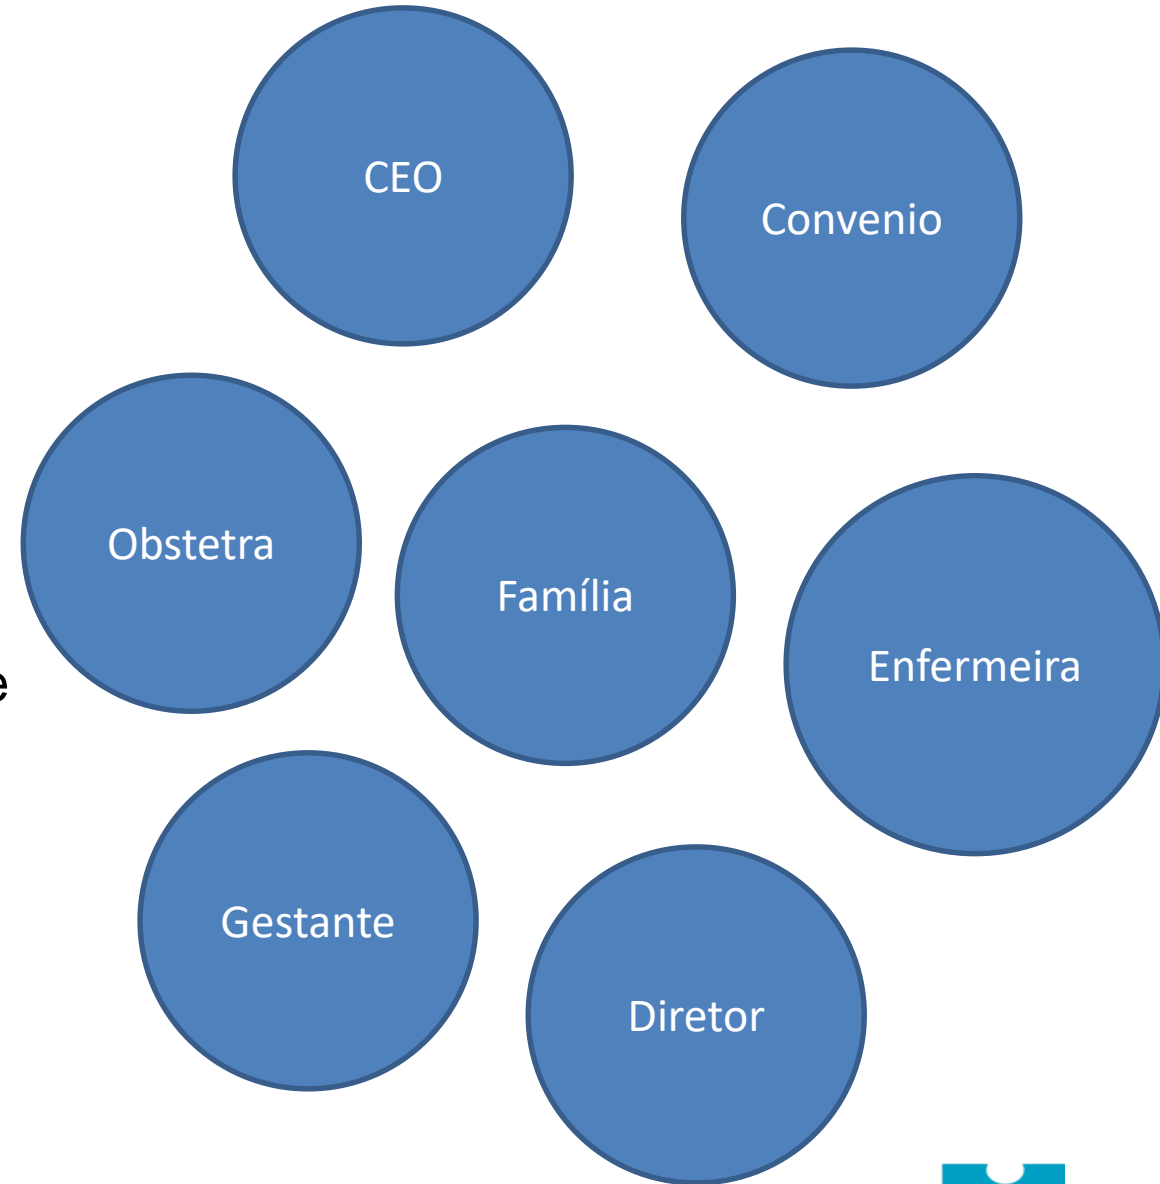 CEO
Convenio
Obstetra
Família
Enfermeira
e
Gestante
Diretor